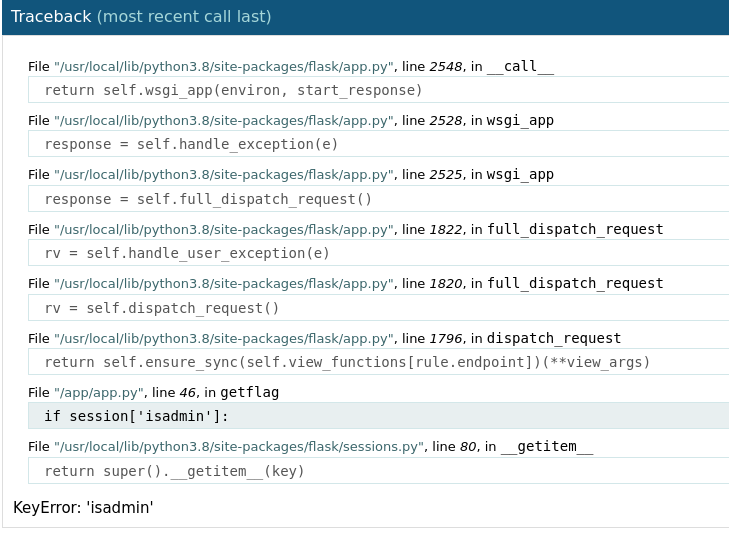 Traceback (most recent call last)
File "/usr/local/lib/python3.8/site-packages/flask/app.py", line 2548, in __call__
return self.wsgi_app(environ, start_response)
File "/usr/local/lib/python3.8/site-packages/flask/app.py", line 2528, in wsgi_app
response = self.handle_exception(e)
File "/usr/local/lib/python3.8/site-packages/flask/app.py", line 2525, in wsgi_app
response = self.full_dispatch_request()
File "/usr/local/lib/python3.8/site-packages/flask/app.py", line 1822, in full_dispatch_request
rv = self.handle_user_exception(e)
File "/usr/local/lib/python3.8/site-packages/flask/app.py", line 1820, in full_dispatch_request
rv = self.dispatch_request()
File "/usr/local/lib/python3.8/site-packages/flask/app.py", line 1796, in dispatch_request
return self.ensure_sync(self.view_functions[rule.endpoint])(**view_args)
File "/app/app.py", line 46, in getflag
if session['isadmin']:
File "/usr/local/lib/python3.8/site-packages/flask/sessions.py", line 80, in __getitem__
return super().__getitem__(key)
KeyError: 'isadmin'